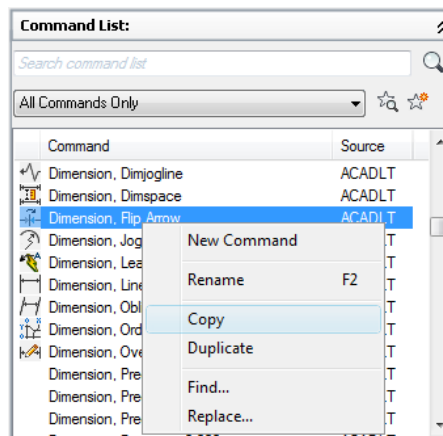 Command List:
Search command list
All Commands Only
Command Source
Dimension, Dimjogline ACADLT
Dimension, Dimspace ACADLT
Dimension, Flip Arrow ACADLT
Dimension, Jog
New Command
Dimension, Lea
Dimension, Line
Rename F2
Dimension, Obl
Dimension, Ord
Copy
Dimension, Ove
Duplicate
Dimension, Pre
Dimension, Pre
Find...
Dimension, Pre
Replace...